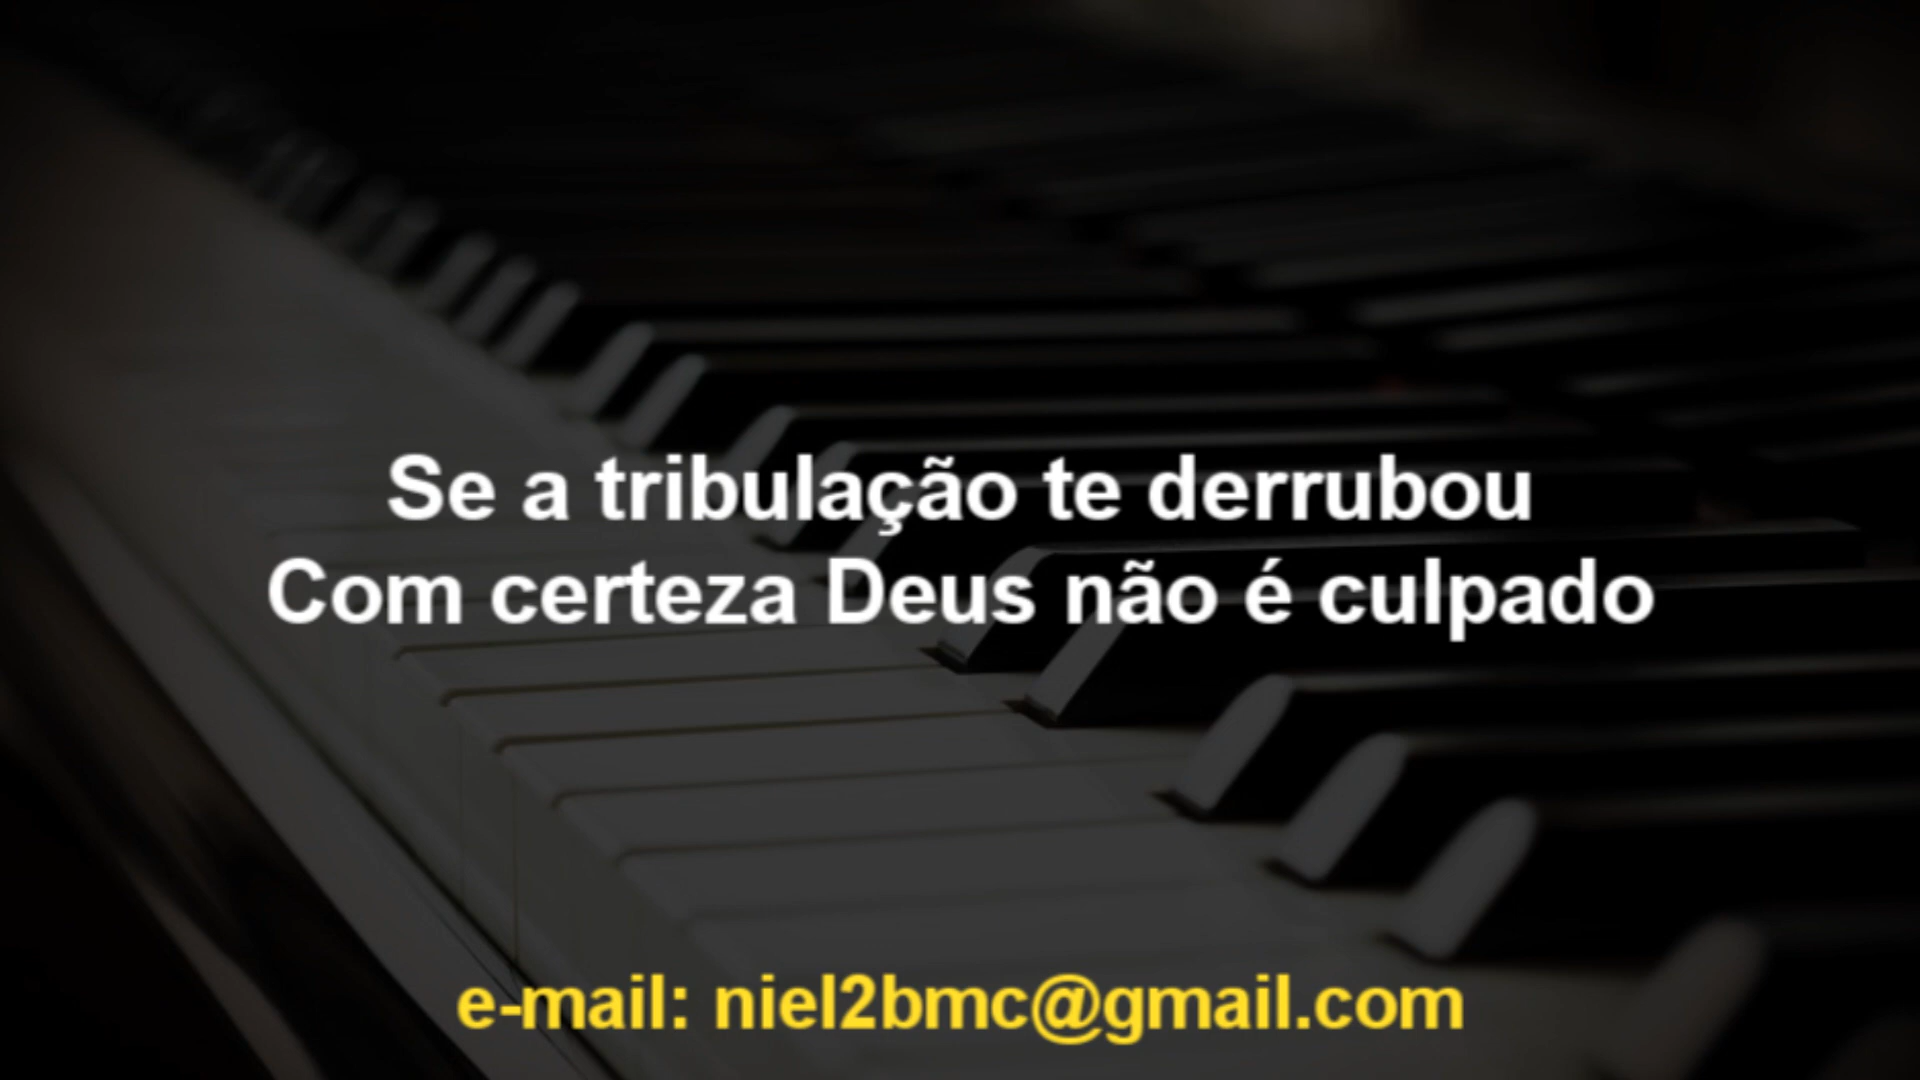 Se a tribulação te derrubou
Com certeza Deus não é culpado
e-mail: niel2bmc@gmail.com